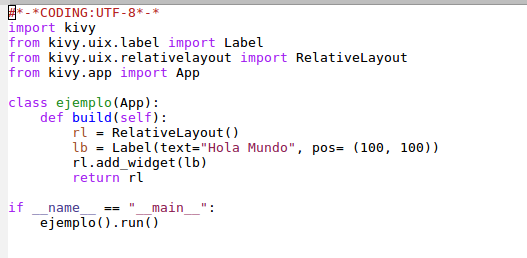 #*-*CODING:UTF-8*-*
import kivy
from kivy.uix.label import Label
from kivy.uix.relativelayout import RelativeLayout
from kivy.app import App

class ejemplo(App):
    def build(self):
        rl = RelativeLayout()
        lb = Label(text="Hola Mundo", pos= (100, 100))
        rl.add_widget(lb)
        return rl

if __name__ == "__main__":
    ejemplo().run()